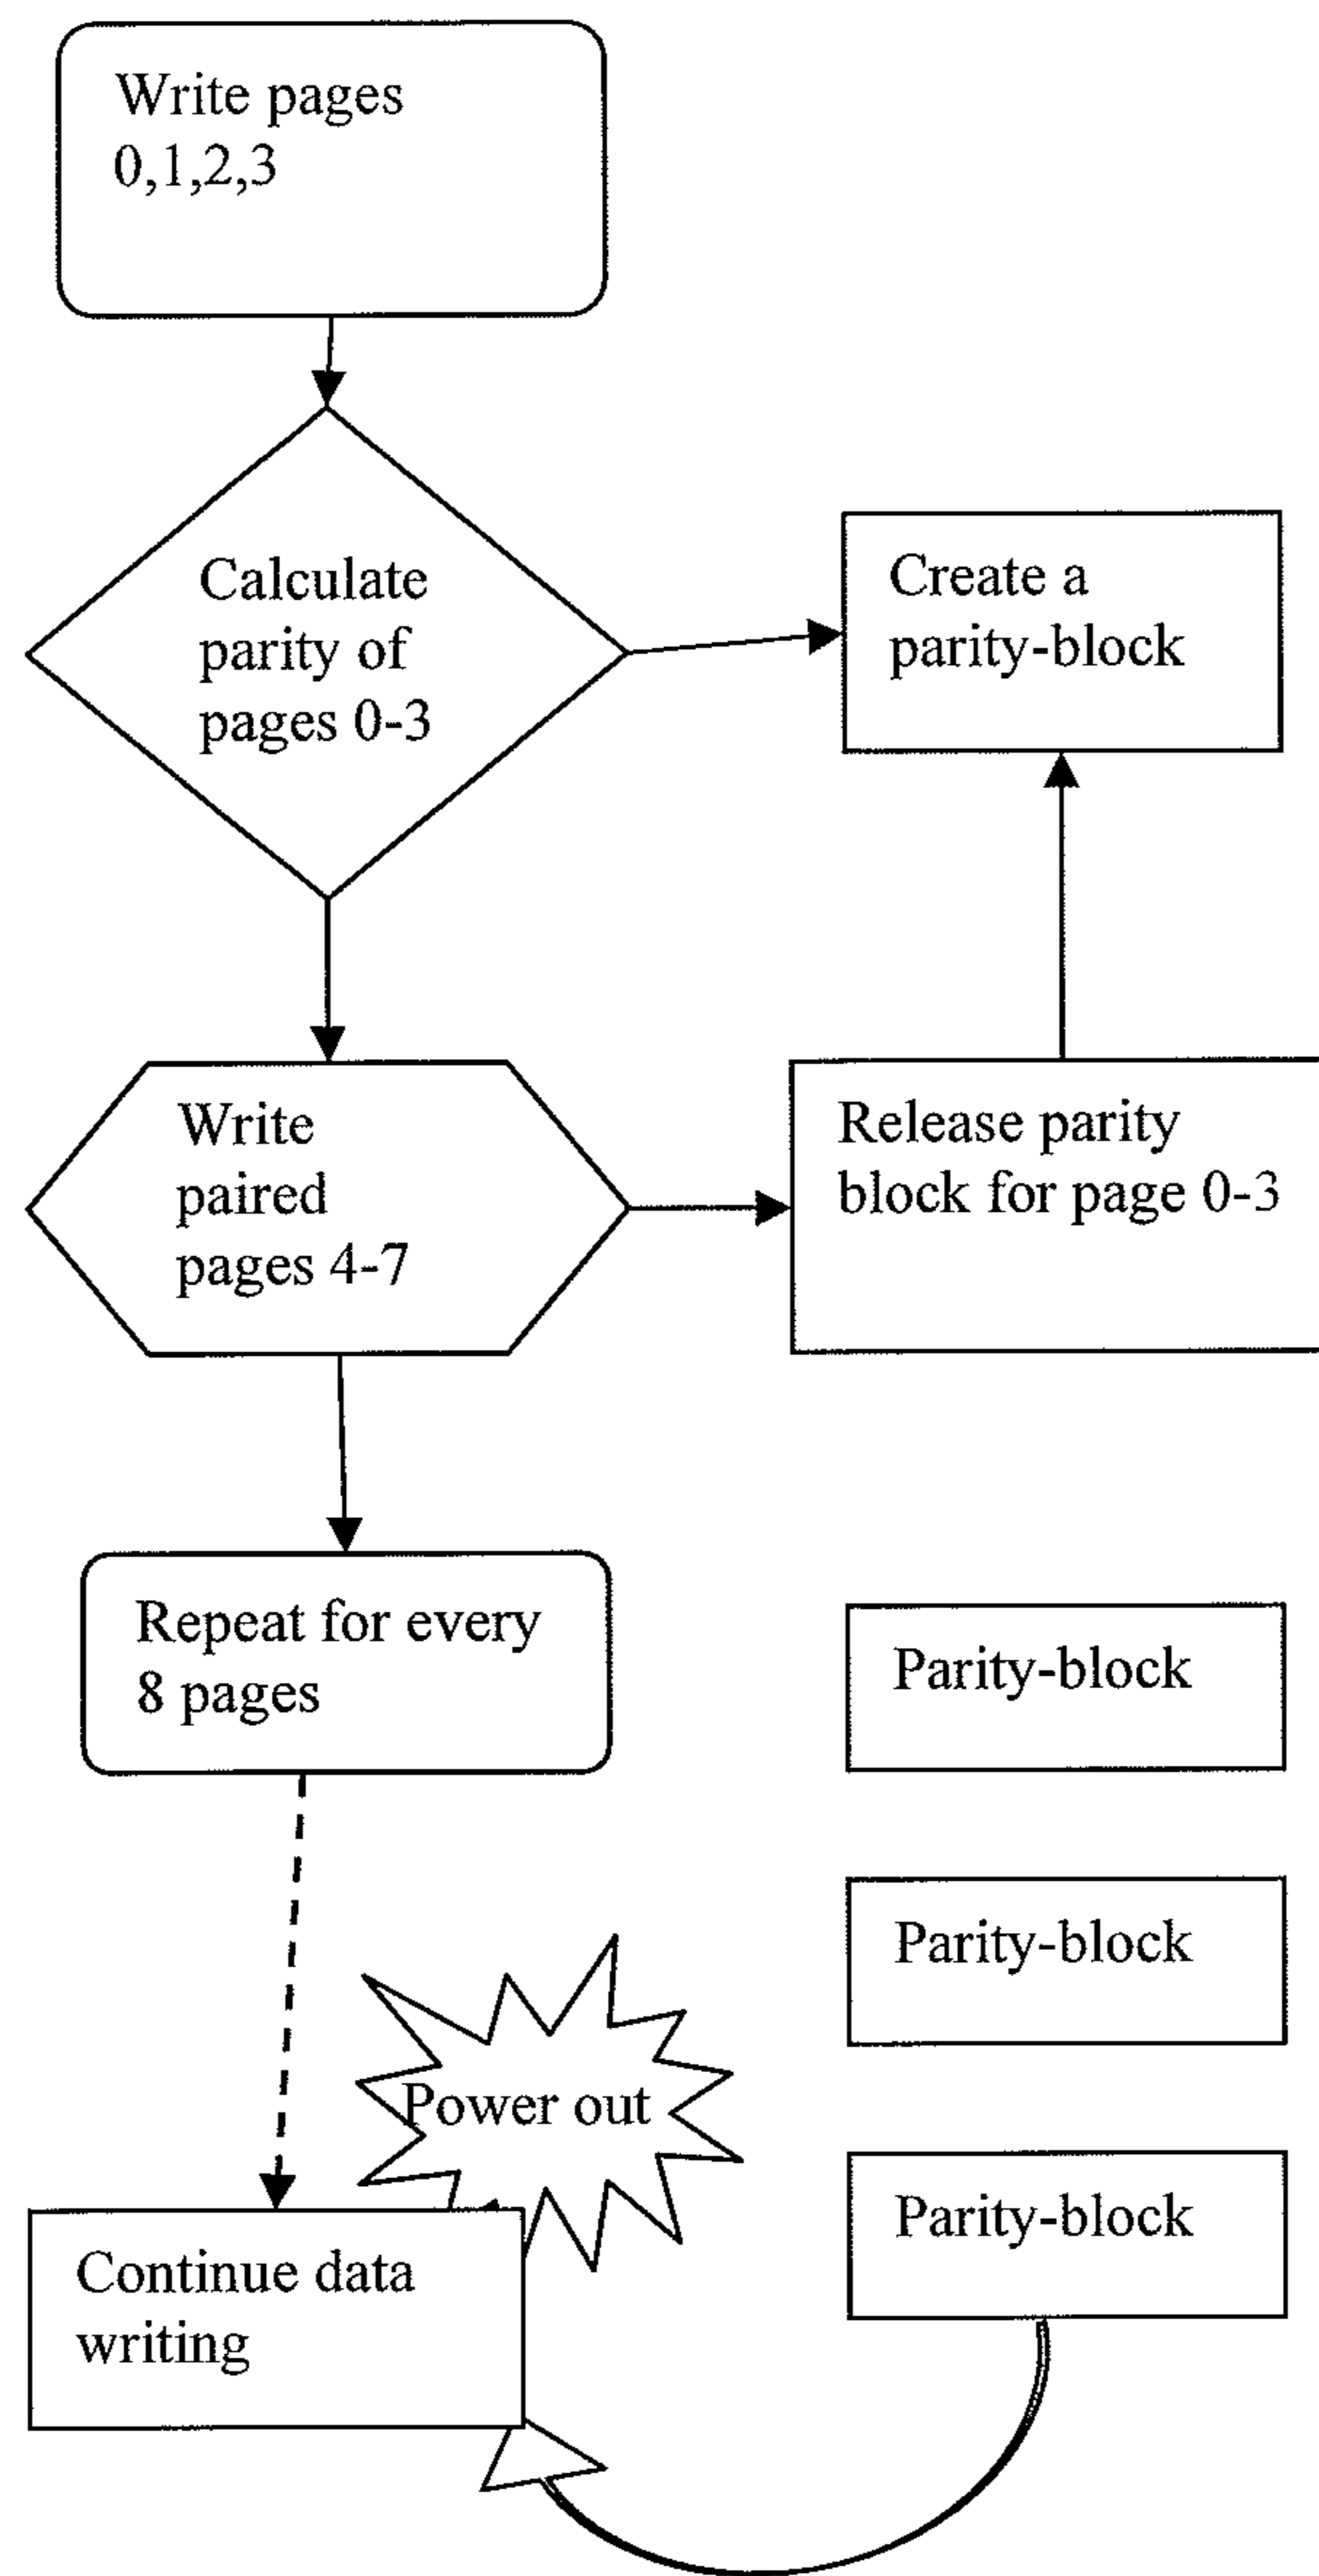 Write pages
0,1,2,3
Calculate
parity of
pages 0-3
Create a
parity-block
Write
paired
pages 4-7
Release parity
block for page 0-3
Repeat for every
8 pages
Parity-block
Parity-block
Power out
Parity-block
Continue data
writing